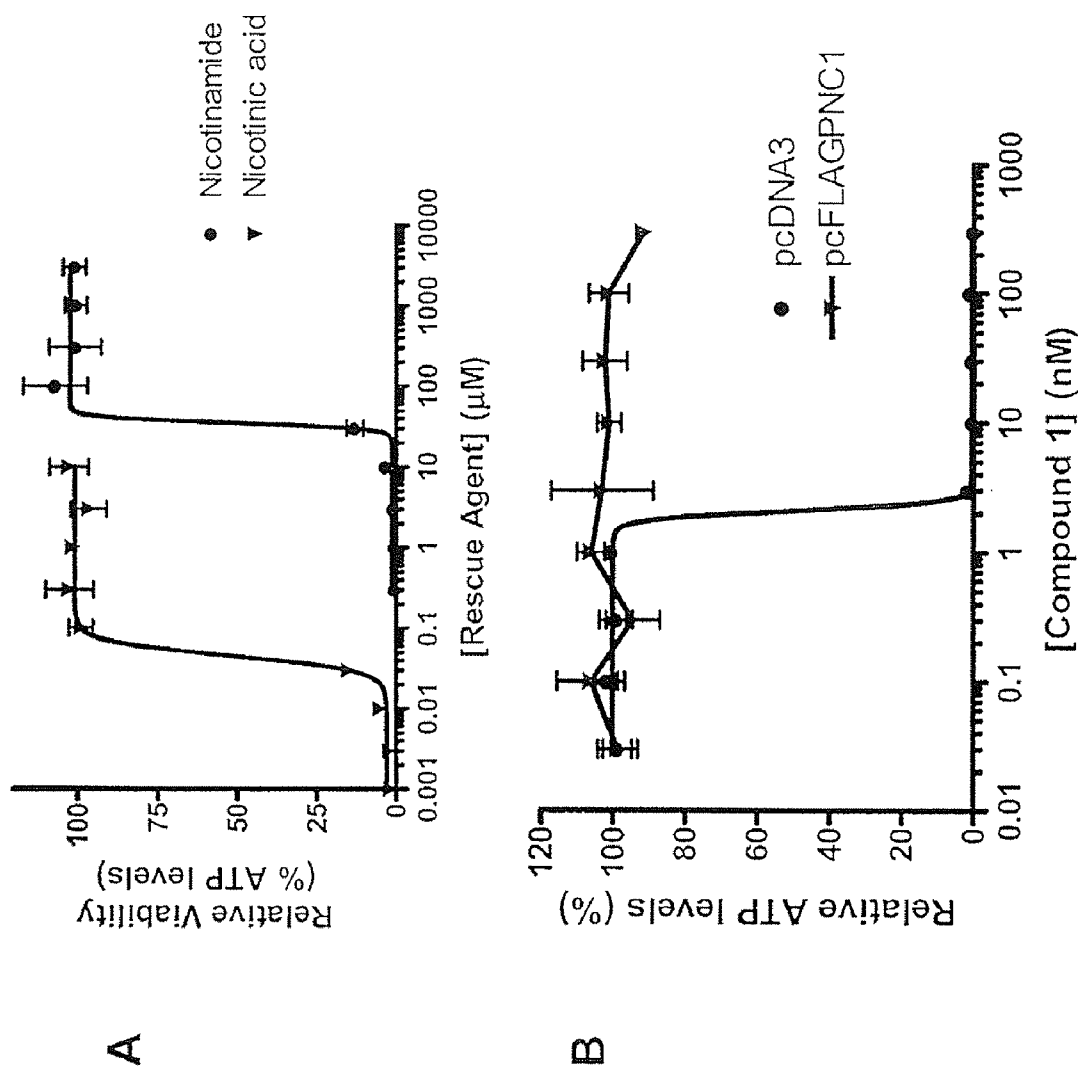 A
Relative Viability
(% ATP levels)
100
75
50
25
0
0.001
0.01
0.1
1
10
100
1000
10000
[Rescue Agent] (μM)
Nicotinamide
Nicotinic acid
B
Relative ATP levels (%)
120
100
80
60
40
20
0
0.01
0.1
1
10
100
1000
[Compound 1] (nM)
pcDNA3
pcFLAGPNC1